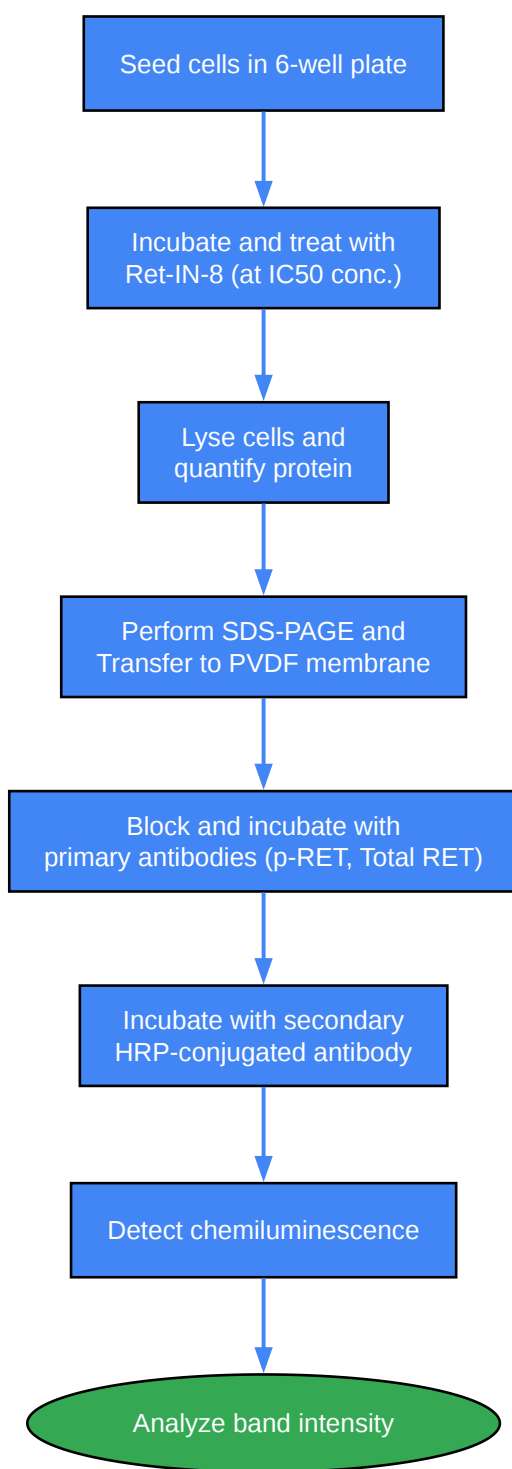 Seed cells in 6-well plate
Incubate and treat with
Ret-IN-8 (at IC50 conc.)
Lyse cells and
quantify protein
Perform SDS-PAGE and
Transfer to PVDF membrane
Block and incubate with
primary antibodies (p-RET, Total RET)
Incubate with secondary
HRP-conjugated antibody
Detect chemiluminescence
Analyze band intensity